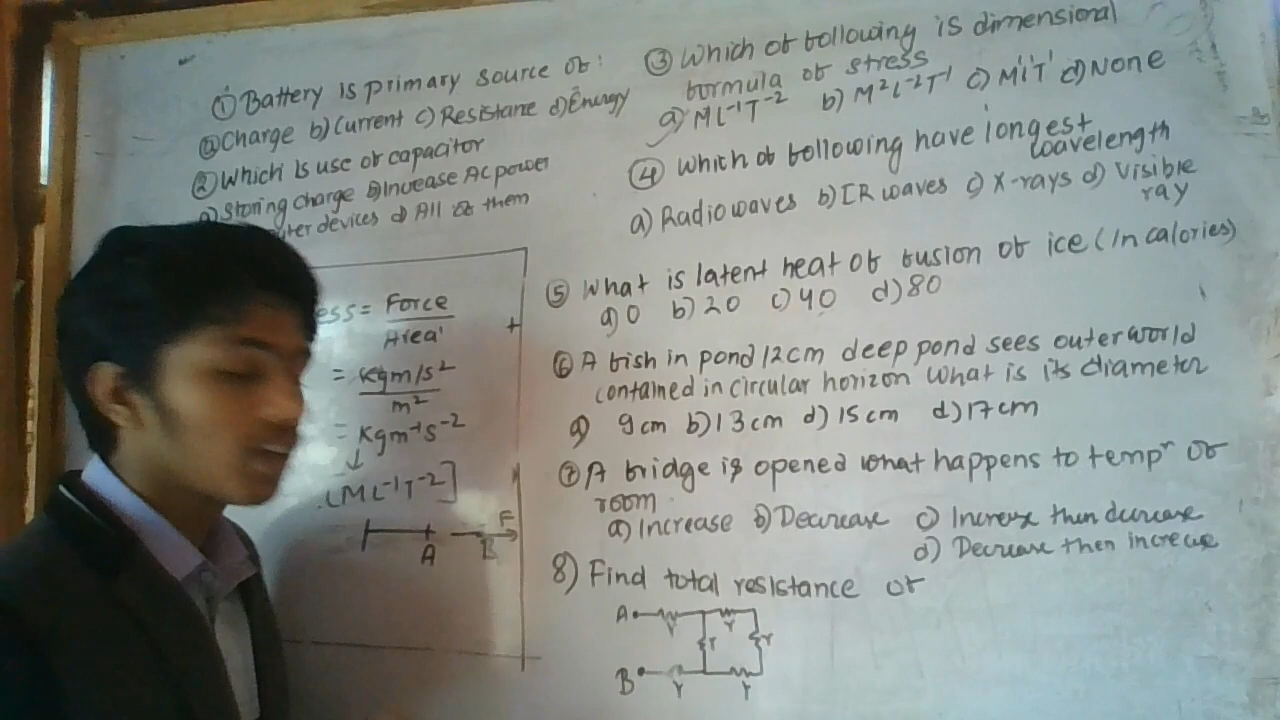 ① Battery is primary source of:
a) Charge b) Current c) Resistane d) Energy
② Which is use of capacitor
a) Storing charge b) Increase AC power
devices d) All of them
③ Which of following is dimensional
formula of stress
a) ML⁻¹T⁻² b) M²L⁻²T⁻¹ c) M¹L¹T¹ d) None
④ Which of following have longest
wavelength
a) Radiowaves b) IR waves c) X-rays d) Visible
ray
⑤ What is latent heat of fusion of ice (In calories)
a) 0 b) 20 c) 40 d) 80
⑥ A fish in pond 12cm deep pond sees outerworld
contained in circular horizon what is its diameter
a) 9cm b) 13cm d) 15cm d) 17cm
⑦ A bridge is opened what happens to tempʳ of
room
a) Increase b) Decrease c) Increase then decrease
d) Decrease then increase
8) Find total resistance of
A r r
r r
B r r
ess = Force
Area
= kgm/s²
m²
= kgm⁻¹s⁻²
[ML⁻¹T⁻²]
F
A